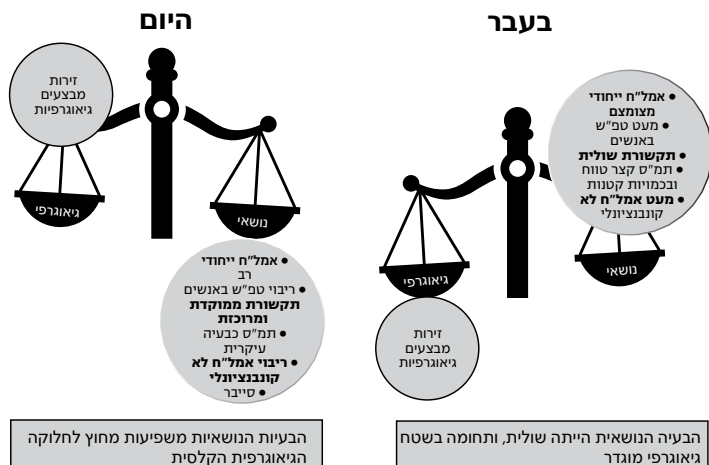 בעבר
• אמל"ח ייחודי
מצומצם
• מעט טפ"ש
באנשים
• תקשורת שולית
• תמ"ס קצר טווח
ובכמויות קטנות
• מעט אמל"ח לא
קונבנציונלי
נושאי
גיאוגרפי
זירות
מבצעים
גיאוגרפיות
הבעיה הנושאית הייתה שולית, ותחומה בשטח
גיאוגרפי מוגדר
היום
זירות
מבצעים
גיאוגרפיות
גיאוגרפי
נושאי
• אמל"ח ייחודי
רב
• ריבוי טפ"ש באנשים
תקשורת ממוקדת
ומרוכזת
• תמ"ס כבעיה
עיקרית
• ריבוי אמל"ח לא
קונבנציונלי
• סייבר
הבעיות הנושאיות משפיעות מחוץ לחלוקה
הגיאוגרפית הקלסית